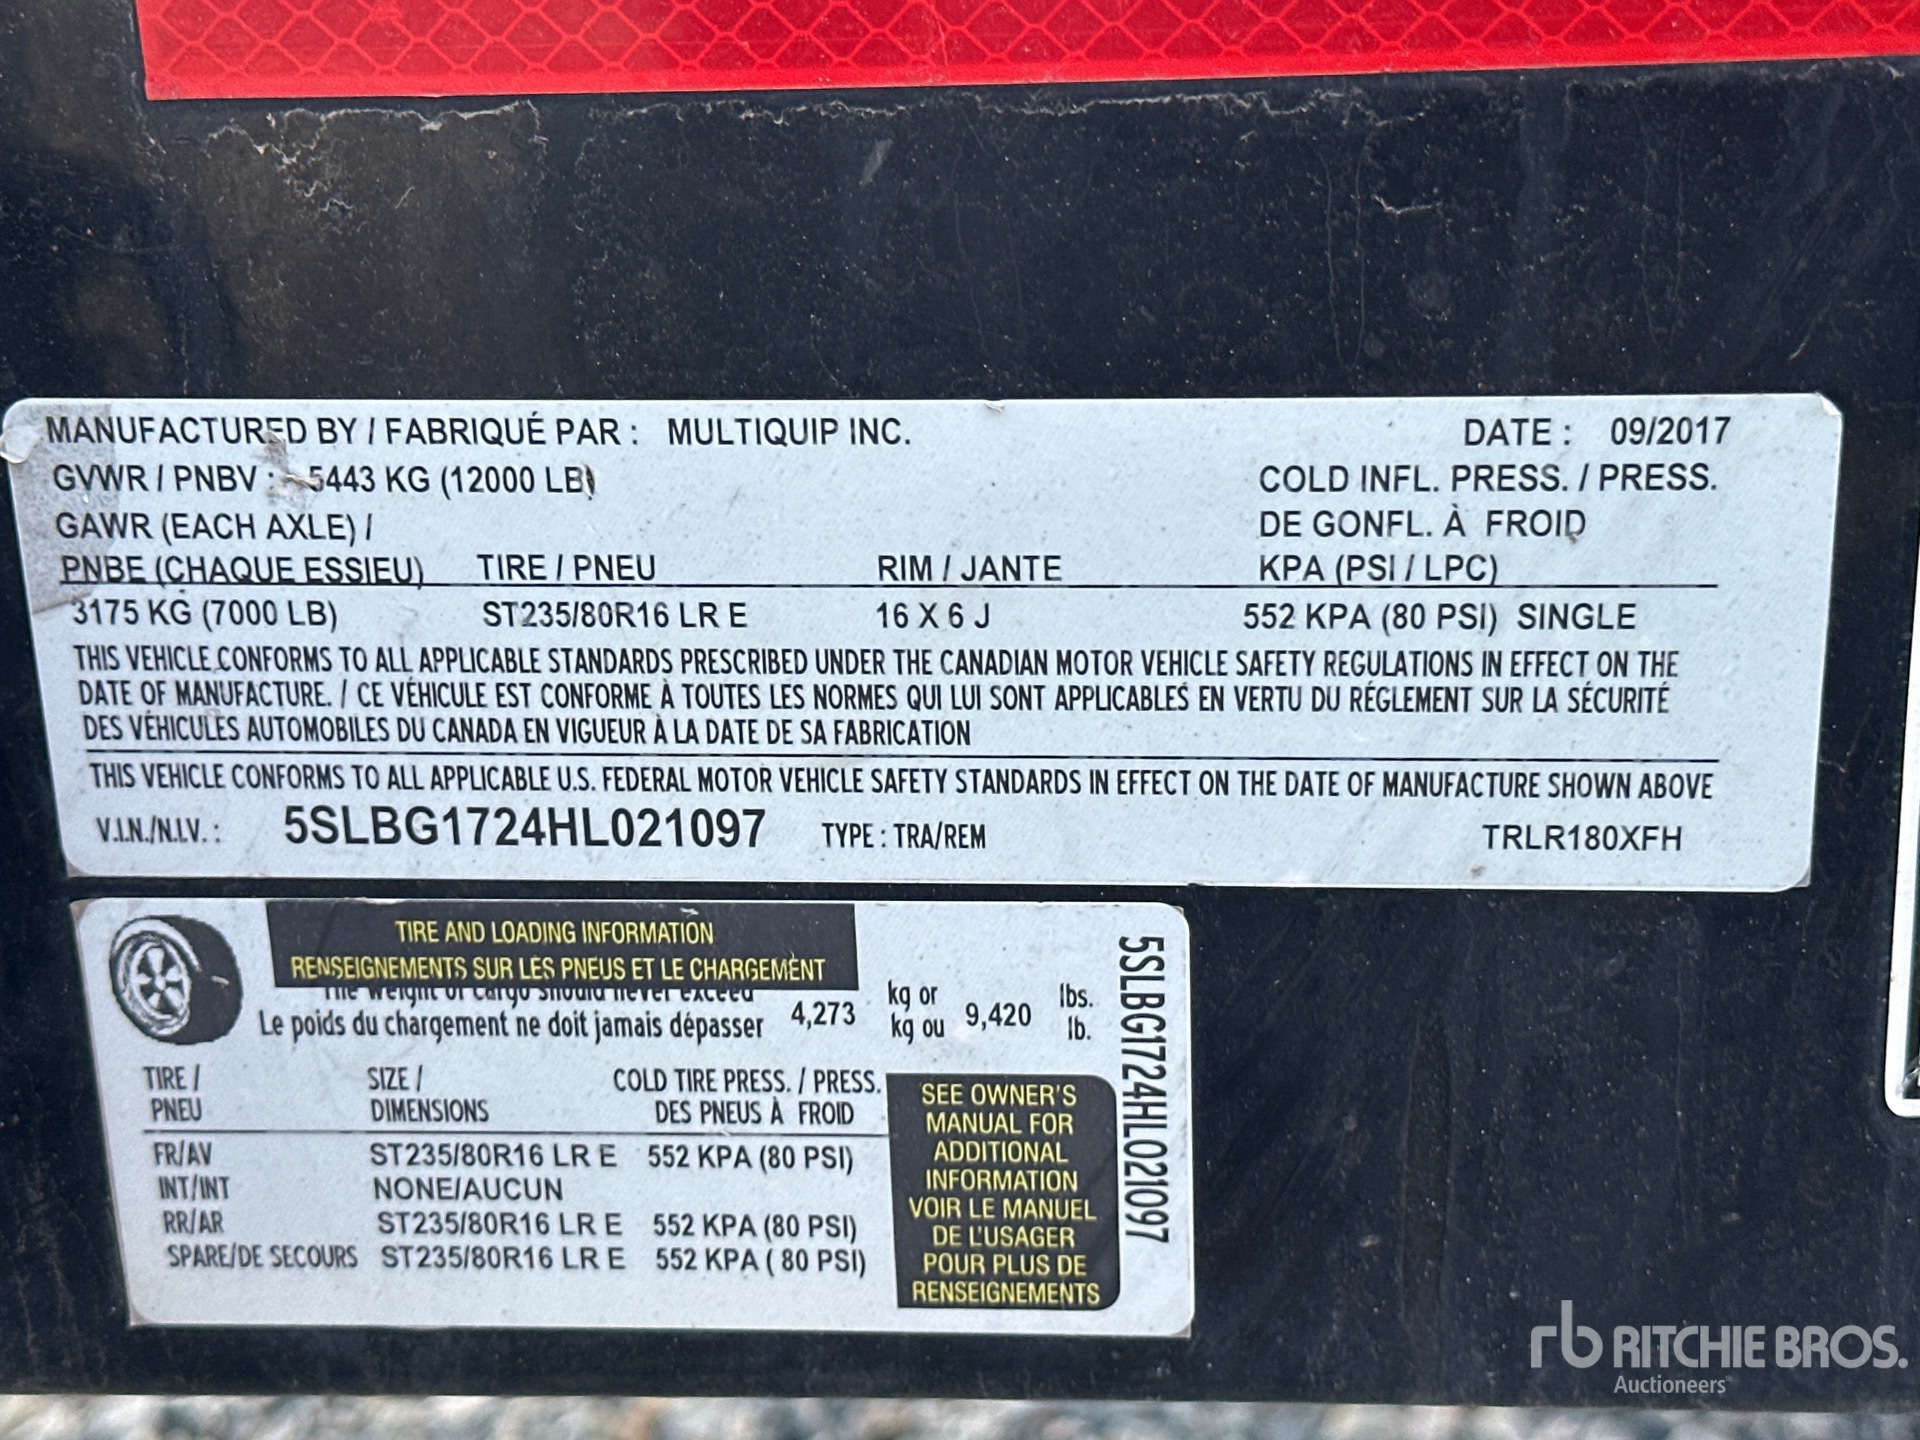 MANUFACTURED BY / FABRIQUÉ PAR : MULTIQUIP INC. DATE : 09/2017
GVWR / PNBV : 5443 KG (12000 LB) COLD INFL. PRESS. / PRESS.
GAWR (EACH AXLE) / DE GONFL. À FROID
PNBE (CHAQUE ESSIEU) TIRE / PNEU RIM / JANTE KPA (PSI / LPC)
3175 KG (7000 LB) ST235/80R16 LR E 16 X 6 J 552 KPA (80 PSI) SINGLE
THIS VEHICLE CONFORMS TO ALL APPLICABLE STANDARDS PRESCRIBED UNDER THE CANADIAN MOTOR VEHICLE SAFETY REGULATIONS IN EFFECT ON THE
DATE OF MANUFACTURE. / CE VÉHICULE EST CONFORME À TOUTES LES NORMES QUI LUI SONT APPLICABLES EN VERTU DU RÉGLEMENT SUR LA SÉCURITÉ
DES VÉHICULES AUTOMOBILES DU CANADA EN VIGUEUR À LA DATE DE SA FABRICATION
THIS VEHICLE CONFORMS TO ALL APPLICABLE U.S. FEDERAL MOTOR VEHICLE SAFETY STANDARDS IN EFFECT ON THE DATE OF MANUFACTURE SHOWN ABOVE
V.I.N./N.I.V. : 5SLBG1724HL021097 TYPE : TRA/REM TRLR180XFH
TIRE AND LOADING INFORMATION
RENSEIGNEMENTS SUR LES PNEUS ET LE CHARGEMENT
The weight of cargo should never exceed
Le poids du chargement ne doit jamais dépasser 4,273 kg or 9,420 lbs.
kg ou lb.
TIRE / SIZE / COLD TIRE PRESS. / PRESS.
PNEU DIMENSIONS DES PNEUS À FROID
FR/AV ST235/80R16 LR E 552 KPA (80 PSI)
INT/INT NONE/AUCUN
RR/AR ST235/80R16 LR E 552 KPA (80 PSI)
SPARE/DE SECOURS ST235/80R16 LR E 552 KPA ( 80 PSI)
SEE OWNER'S
MANUAL FOR
ADDITIONAL
INFORMATION
VOIR LE MANUEL
DE L'USAGER
POUR PLUS DE
RENSEIGNEMENTS
5SLBG1724HL021097
rb RITCHIE BROS.
Auctioneers